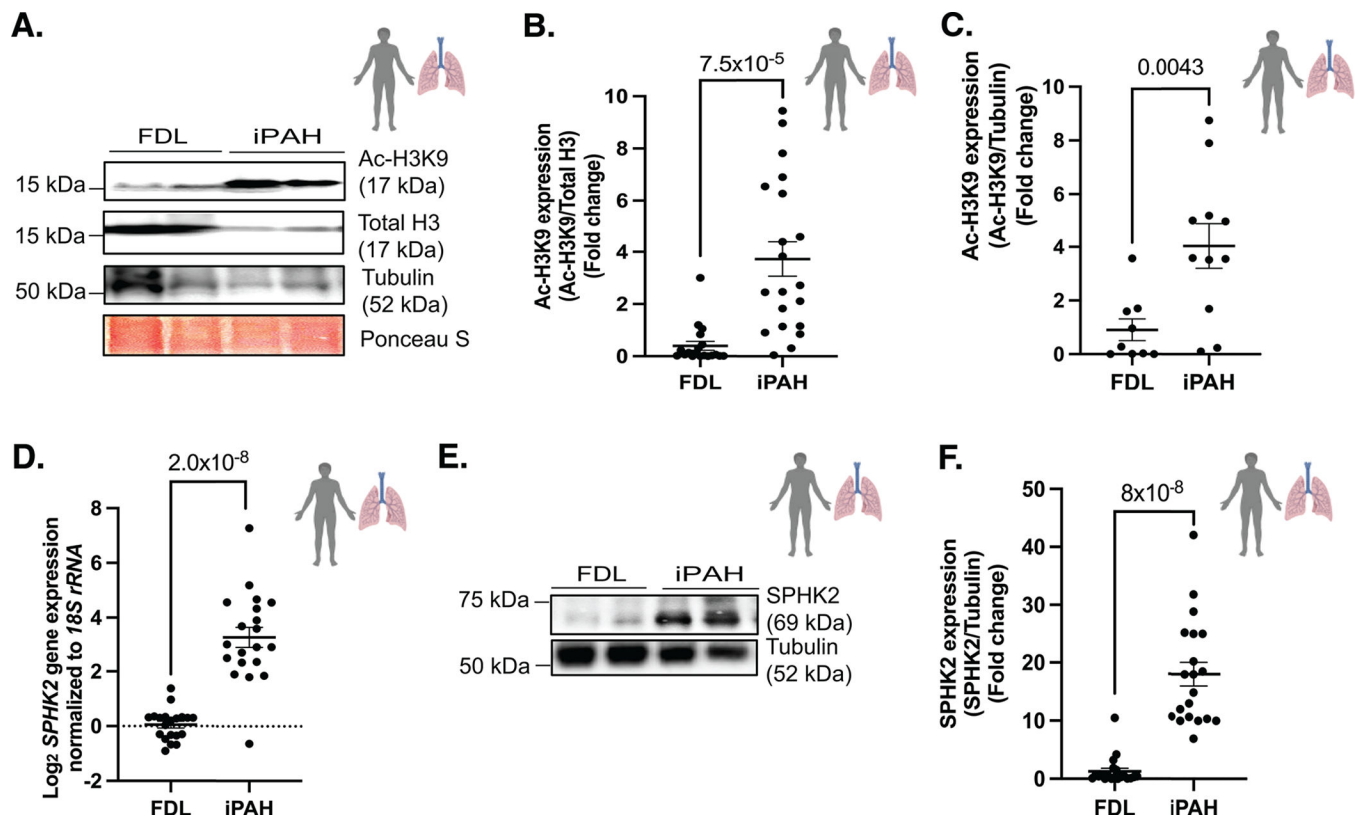 A.
FDL iPAH
Ac-H3K9
(17 kDa)
15 kDa
Total H3
(17 kDa)
15 kDa
Tubulin
(52 kDa)
50 kDa
Ponceau S
B.
7.5x10-5
Ac-H3K9 expression
(Ac-H3K9/Total H3)
(Fold change)
10
8
6
4
2
0
FDL iPAH
C.
0.0043
Ac-H3K9 expression
(Ac-H3K9/Tubulin)
(Fold change)
10
8
6
4
2
0
FDL iPAH
D.
2.0x10-8
Log2 SPHK2 gene expression
normalized to 18S rRNA
8
6
4
2
0
-2
FDL iPAH
E.
FDL iPAH
75 kDa
SPHK2
(69 kDa)
Tubulin
(52 kDa)
50 kDa
F.
8x10-8
SPHK2 expression
(SPHK2/Tubulin)
(Fold change)
50
40
30
20
10
0
FDL iPAH